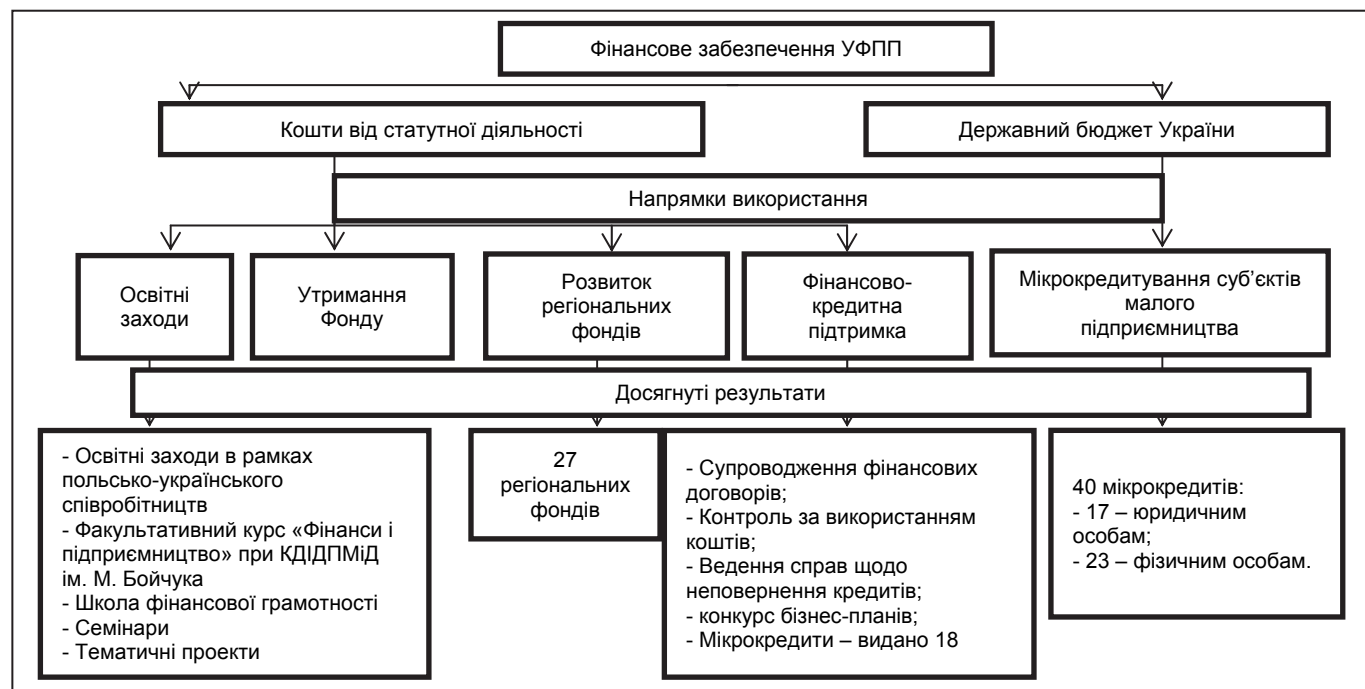 Фінансове забезпечення УФПП
Кошти від статутної діяльності
Державний бюджет України
Напрямки використання
Освітні
заходи
Утримання
Фонду
Розвиток
регіональних
фондів
Фінансово-
кредитна
підтримка
Мікрокредитування суб’єктів
малого
підприємництва
Досягнуті результати
- Освітні заходи в рамках
польсько-українського
співробітництв
- Факультативний курс «Фінанси і
підприємництво» при КДІДПМіД
ім. М. Бойчука
- Школа фінансової грамотності
- Семінари
- Тематичні проекти
27
регіональних
фондів
- Супроводження фінансових
договорів;
- Контроль за використанням
коштів;
- Ведення справ щодо
неповернення кредитів;
- конкурс бізнес-планів;
- Мікрокредити – видано 18
40 мікрокредитів:
- 17 – юридичним
особам;
- 23 – фізичним особам.